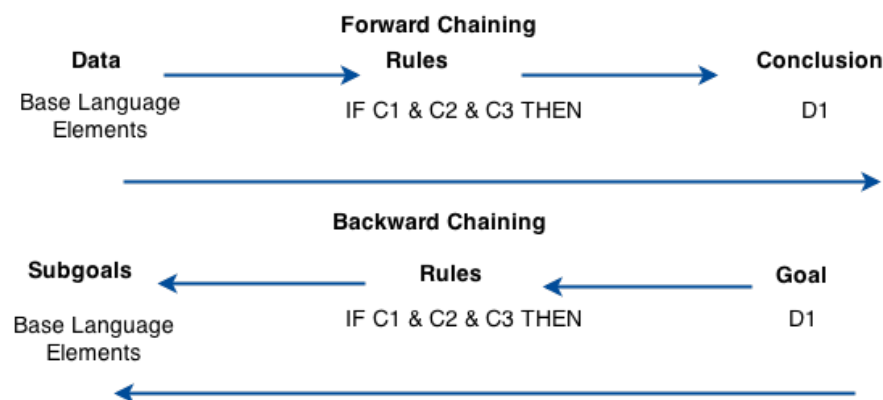 Forward Chaining
Data
Rules
Conclusion
Base Language
Elements
IF C1 & C2 & C3 THEN
D1
Backward Chaining
Subgoals
Rules
Goal
Base Language
Elements
IF C1 & C2 & C3 THEN
D1